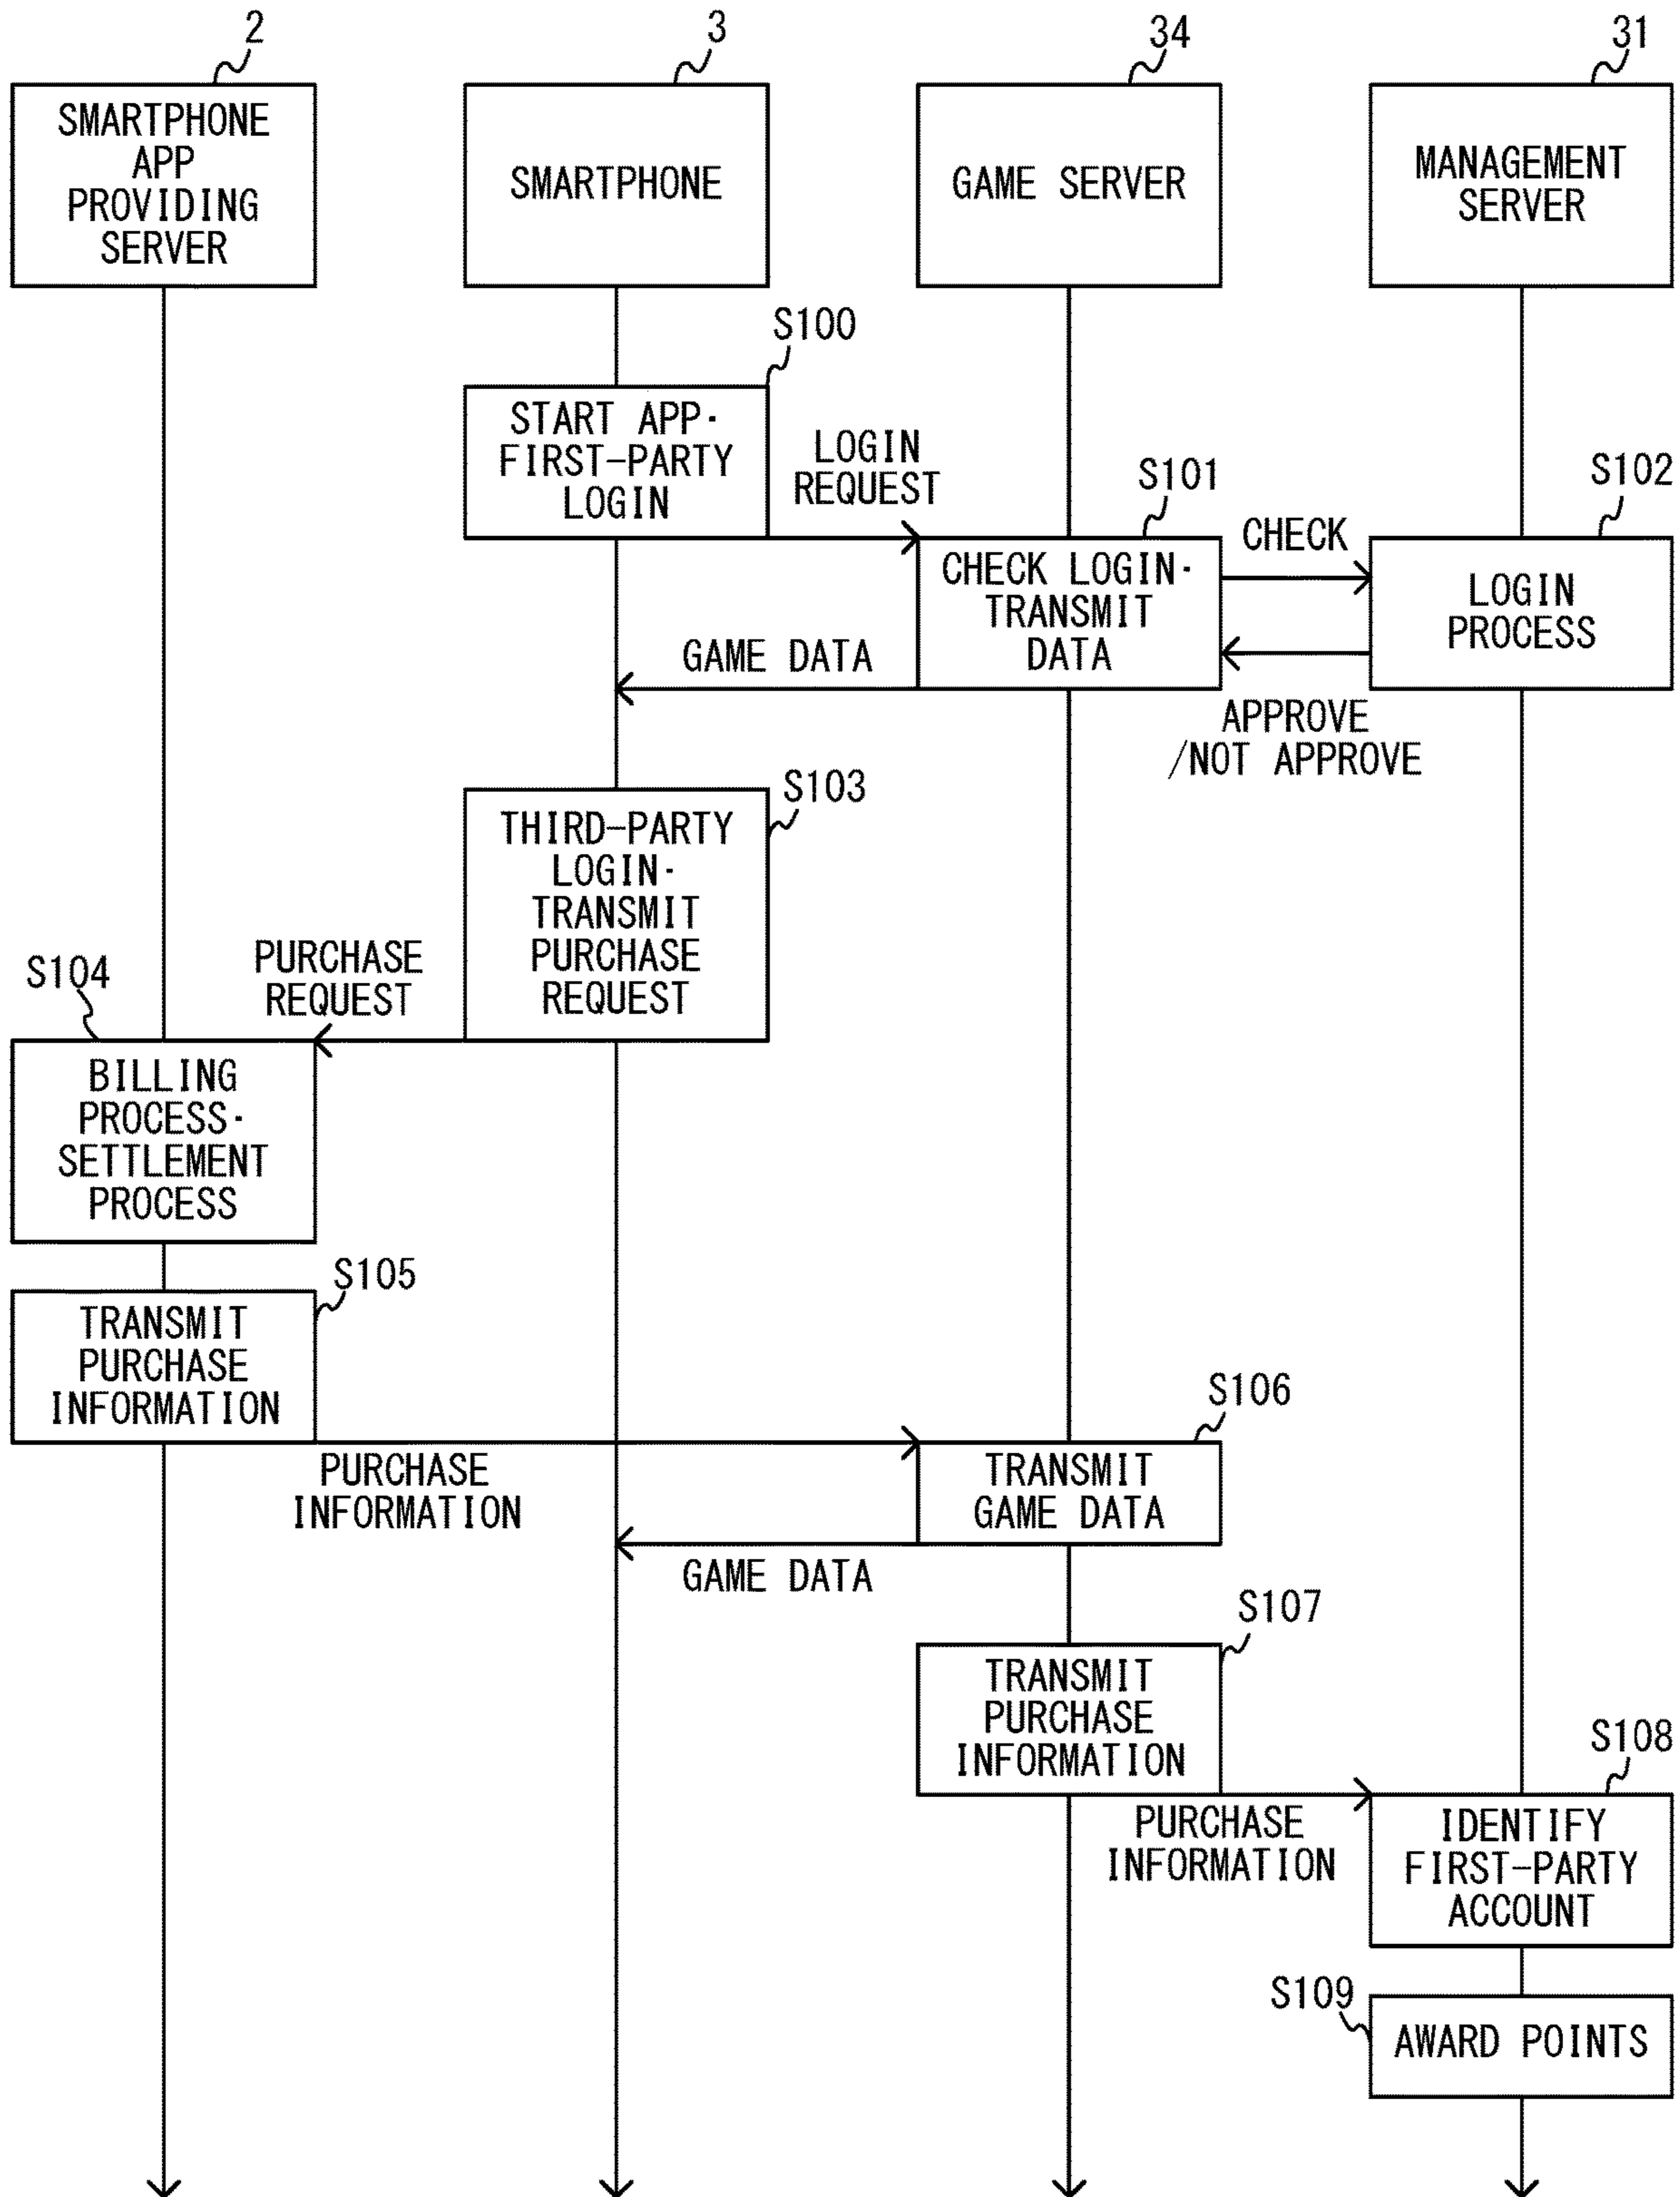 2
3
34
31
SMARTPHONE
APP
PROVIDING
SERVER
SMARTPHONE
GAME SERVER
MANAGEMENT
SERVER
S100
START APP·
FIRST-PARTY
LOGIN
LOGIN
REQUEST
S101
CHECK LOGIN·
TRANSMIT
DATA
CHECK
S102
LOGIN
PROCESS
GAME DATA
APPROVE
/NOT APPROVE
S103
THIRD-PARTY
LOGIN·
TRANSMIT
PURCHASE
REQUEST
PURCHASE
REQUEST
S104
BILLING
PROCESS·
SETTLEMENT
PROCESS
S105
TRANSMIT
PURCHASE
INFORMATION
PURCHASE
INFORMATION
S106
TRANSMIT
GAME DATA
GAME DATA
S107
TRANSMIT
PURCHASE
INFORMATION
PURCHASE
INFORMATION
S108
IDENTIFY
FIRST-PARTY
ACCOUNT
S109
AWARD POINTS